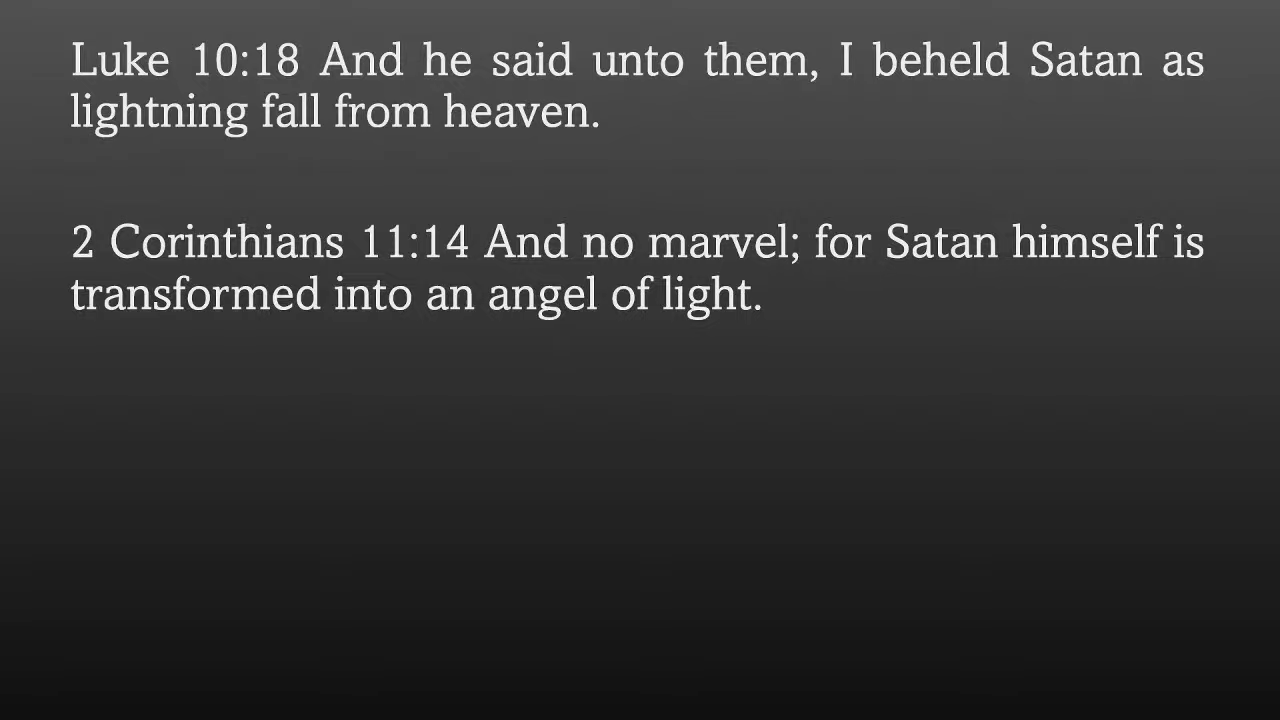 Luke 10:18 And he said unto them, I beheld Satan as
lightning fall from heaven.
2 Corinthians 11:14 And no marvel; for Satan himself is
transformed into an angel of light.